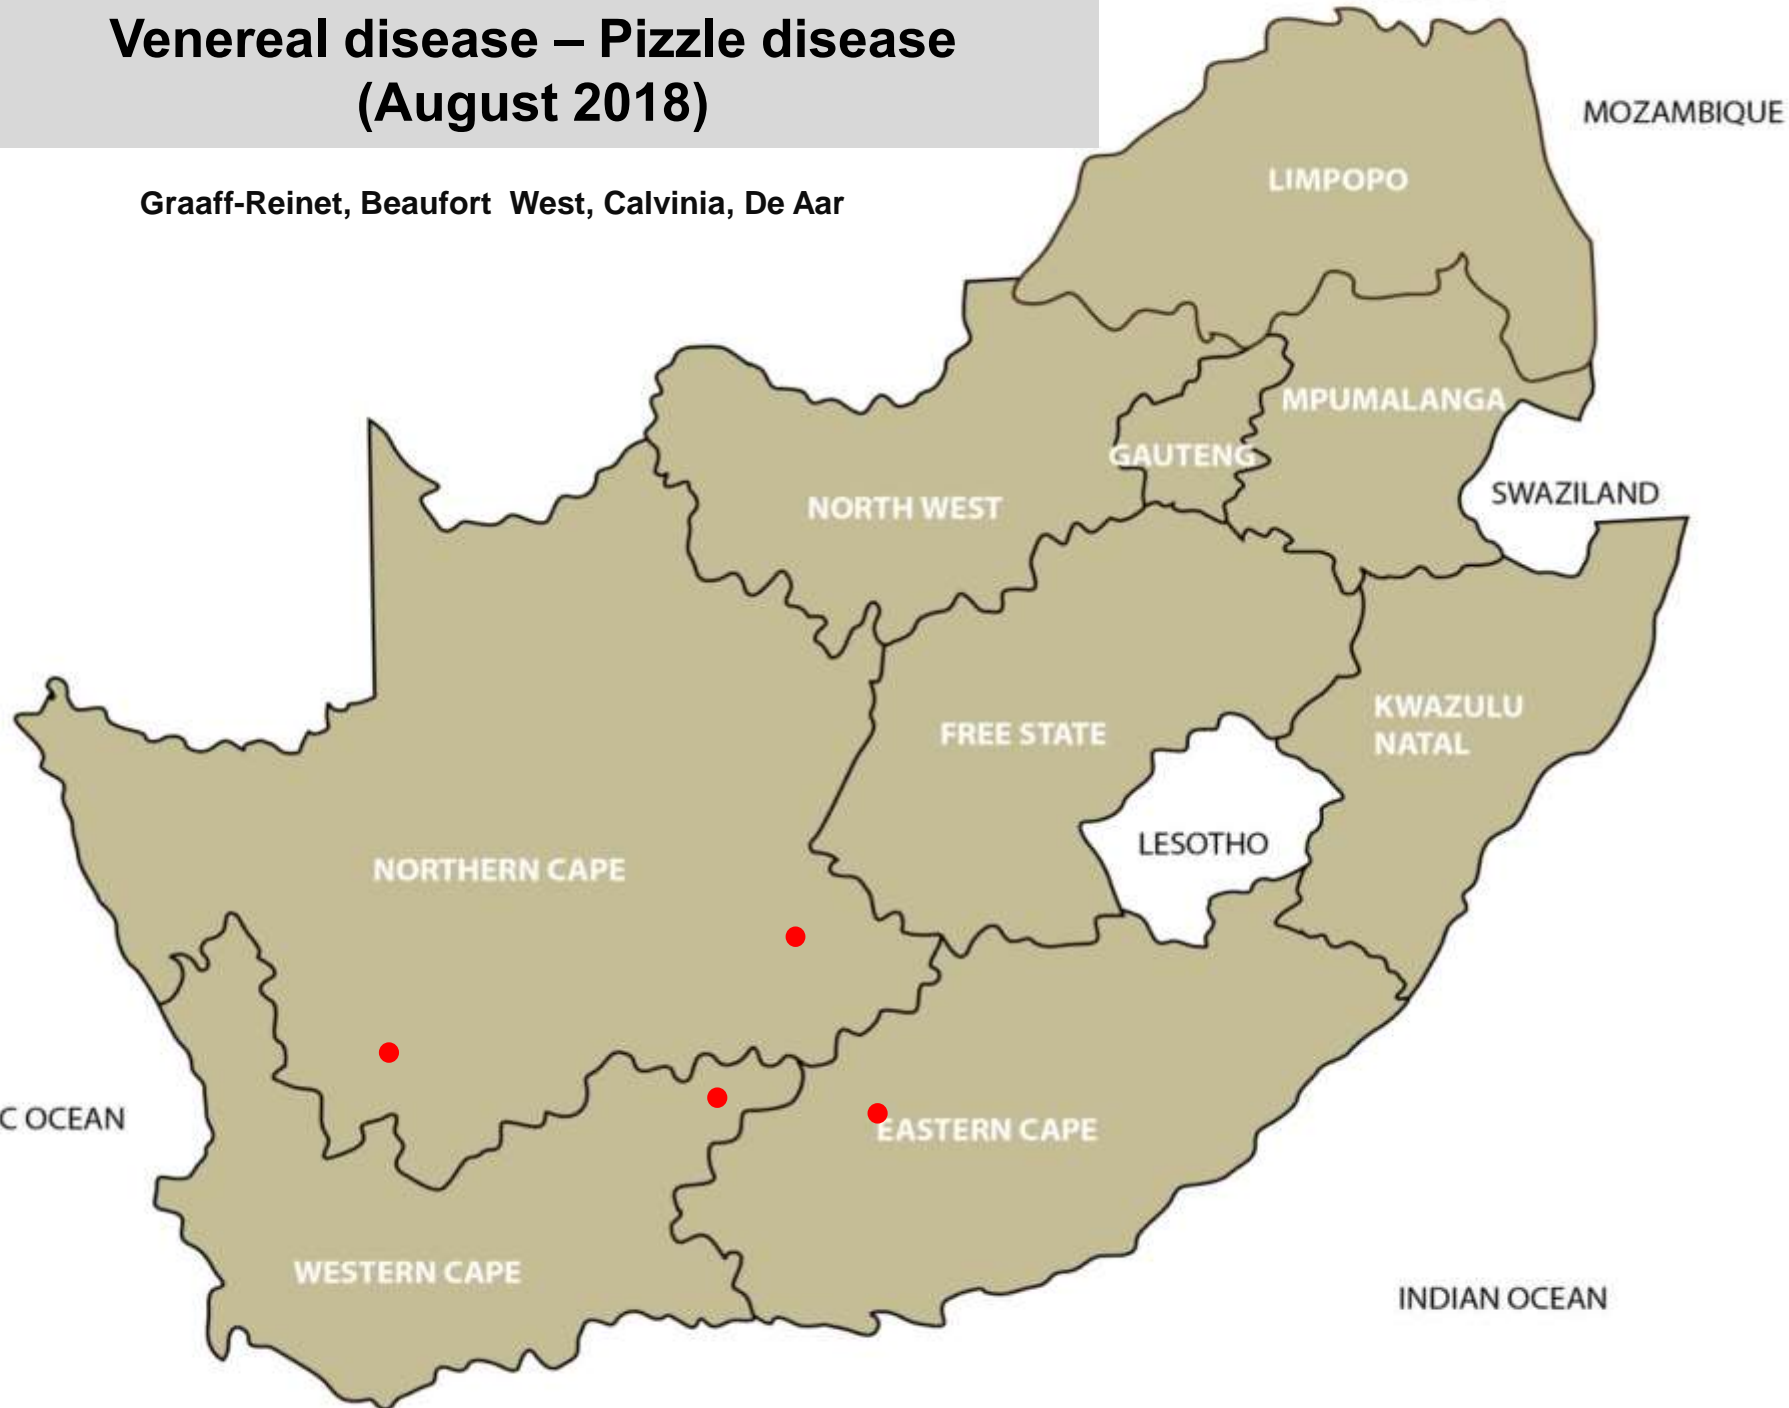 Venereal disease – Pizzle disease
(August 2018)
Graaff-Reinet, Beaufort  West, Calvinia, De Aar
MOZAMBIQUE
LIMPOPO
MPUMALANGA
GAUTENG
NORTH WEST
SWAZILAND
KWAZULU
NATAL
FREE STATE
LESOTHO
NORTHERN CAPE
C OCEAN
EASTERN CAPE
WESTERN CAPE
INDIAN OCEAN